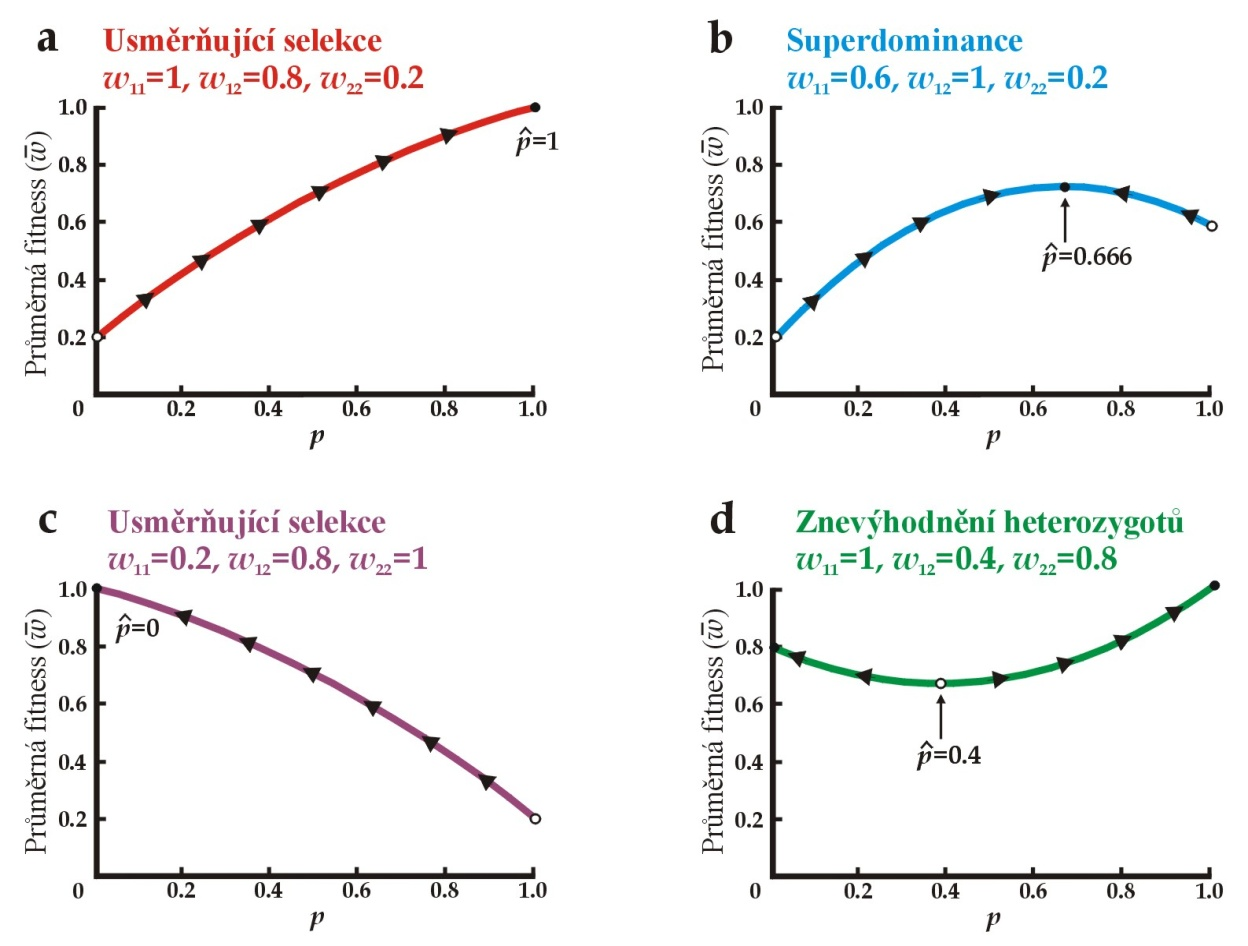 a
Usměrňující selekce
w₁₁=1, w₁₂=0.8, w₂₂=0.2
Průměrná fitness (w̄)
1.0
0.8
0.6
0.4
0.2
0
0.2
0.4
0.6
0.8
1.0
p
p̂=1
b
Superdominance
w₁₁=0.6, w₁₂=1, w₂₂=0.2
Průměrná fitness (w̄)
1.0
0.8
0.6
0.4
0.2
0
0.2
0.4
0.6
0.8
1.0
p
p̂=0.666
c
Usměrňující selekce
w₁₁=0.2, w₁₂=0.8, w₂₂=1
Průměrná fitness (w̄)
1.0
0.8
0.6
0.4
0.2
0
0.2
0.4
0.6
0.8
1.0
p
p̂=0
d
Znevýhodnění heterozygotů
w₁₁=1, w₁₂=0.4, w₂₂=0.8
Průměrná fitness (w̄)
1.0
0.8
0.6
0.4
0.2
0
0.2
0.4
0.6
0.8
1.0
p
p̂=0.4